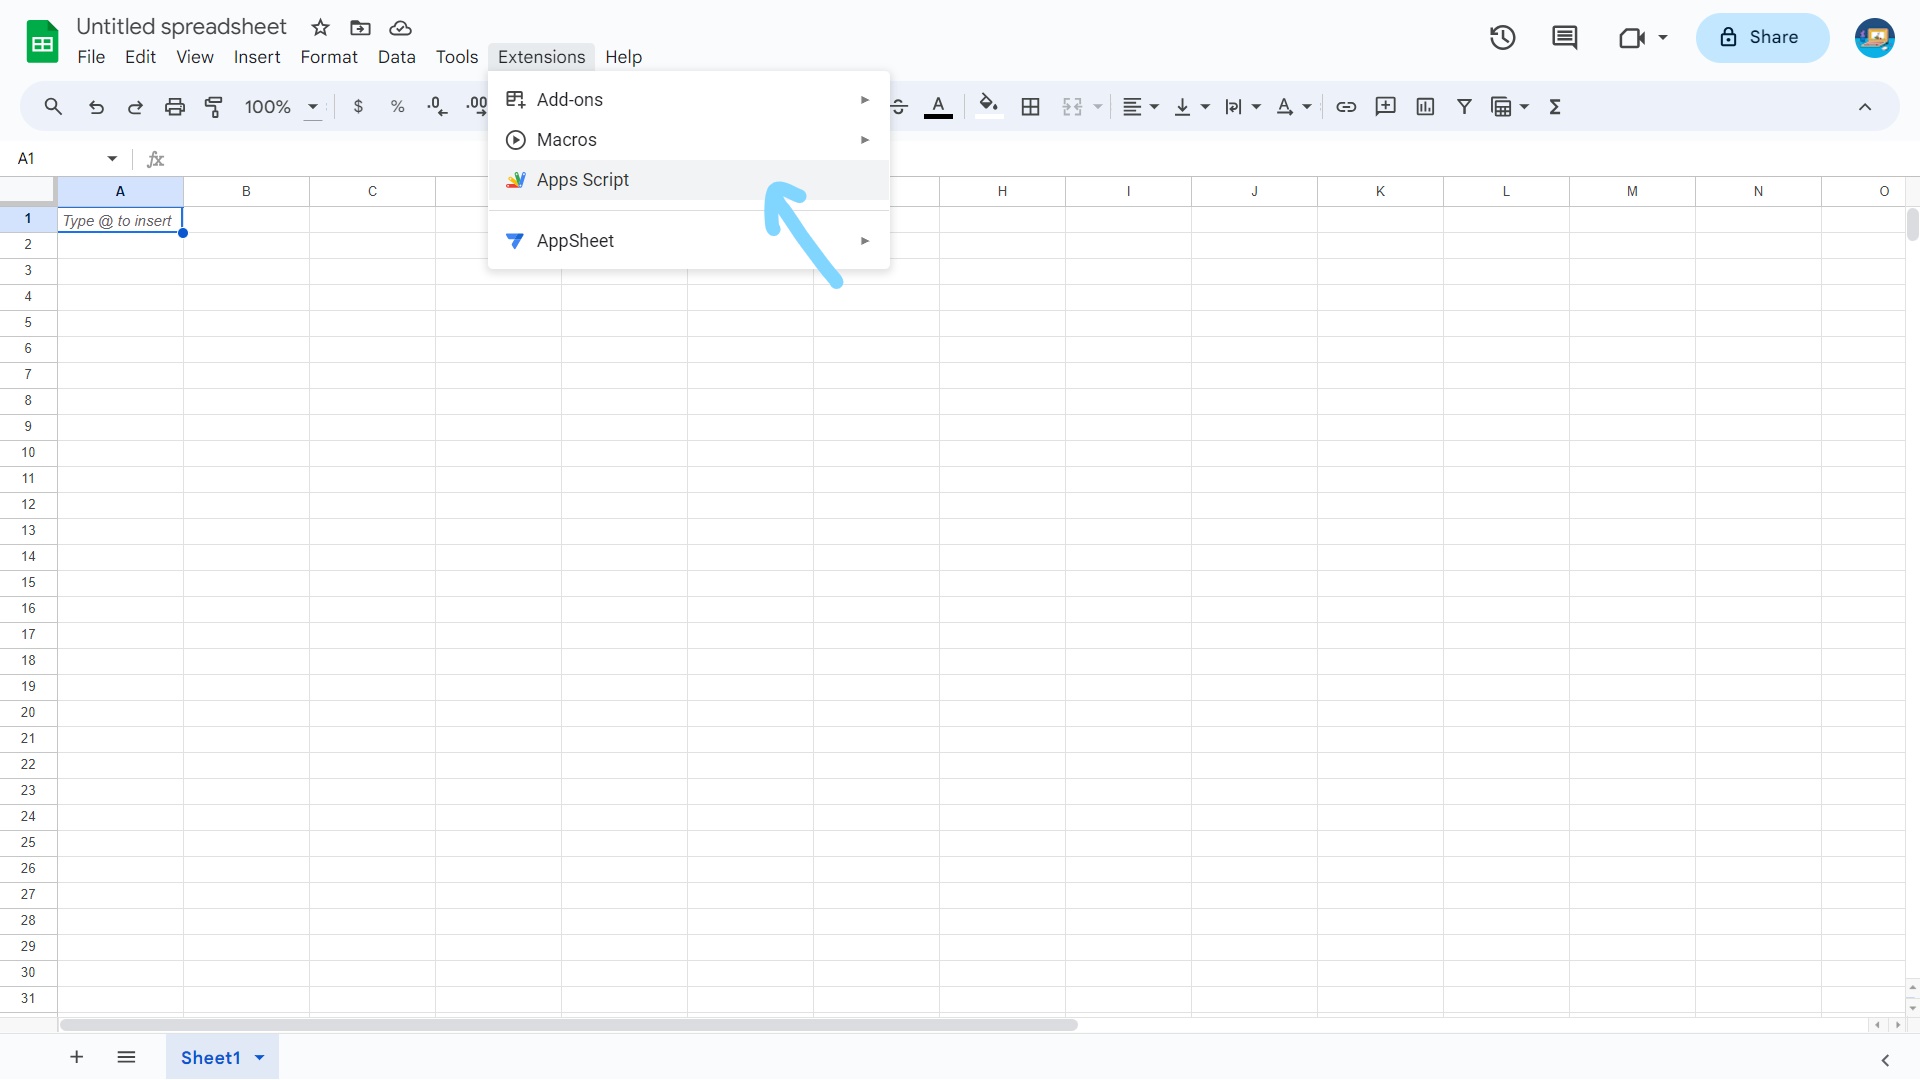 Untitled spreadsheet
File Edit View Insert Format Data Tools Extensions Help
Share
100% $ % .0 .00
A Σ
Add-ons
Macros
Apps Script
AppSheet
A1 fx
A B C H I J K L M N O
1 Type @ to insert
2
3
4
5
6
7
8
9
10
11
12
13
14
15
16
17
18
19
20
21
22
23
24
25
26
27
28
29
30
31
Sheet1